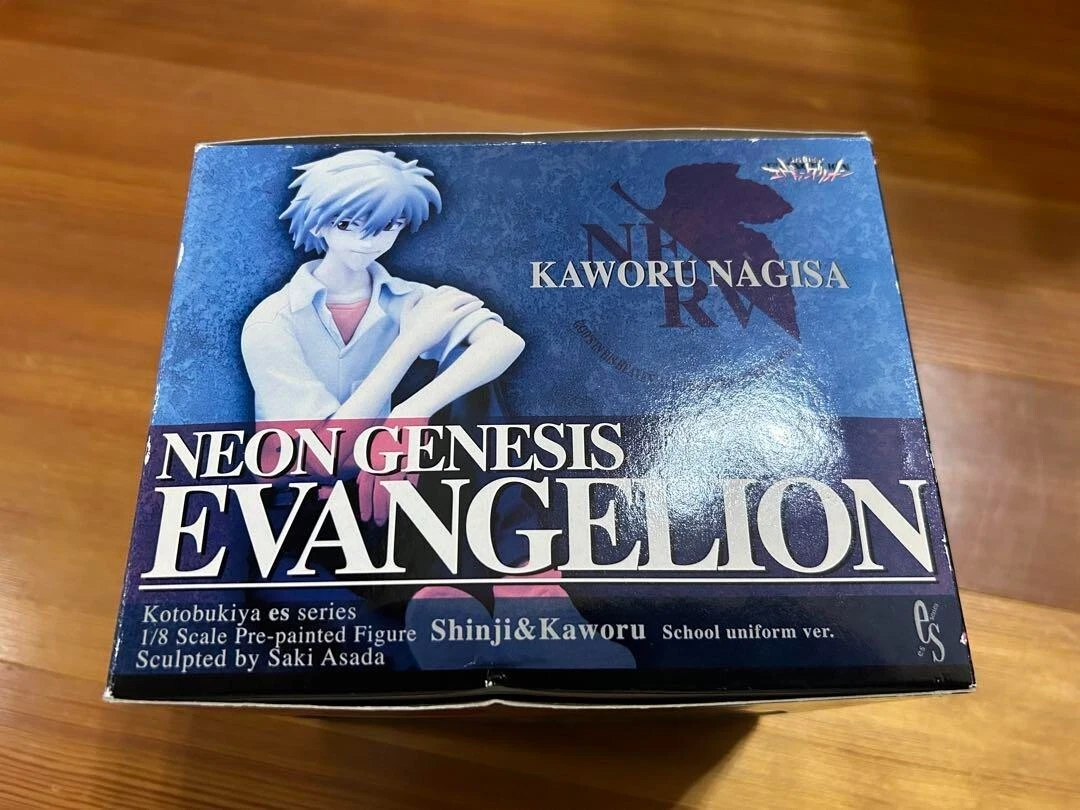 NERV
KAWORU NAGISA
NEON GENESIS
EVANGELION
Kotobukiya es series
1/8 Scale Pre-painted Figure Shinji&Kaworu School uniform ver.
Sculpted by Saki Asada
es